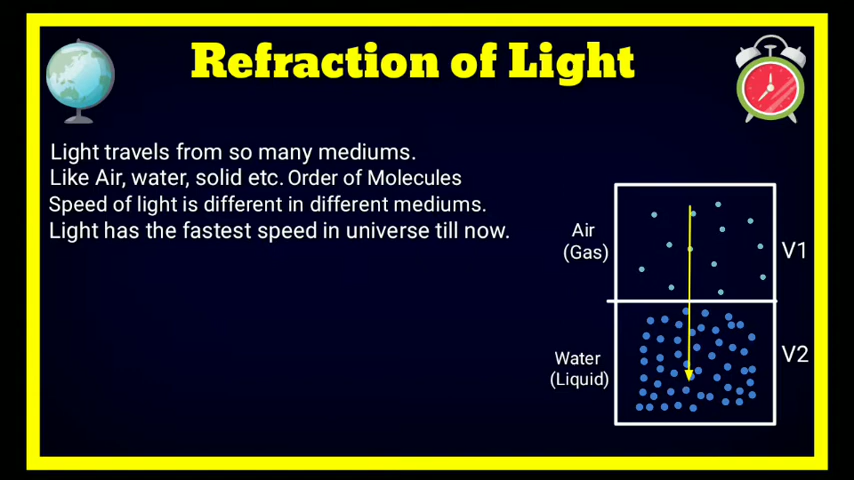 Refraction of Light
Light travels from so many mediums.
Like Air, water, solid etc. Order of Molecules
Speed of light is different in different mediums.
Light has the fastest speed in universe till now.
Air
(Gas)
V1
Water
(Liquid)
V2